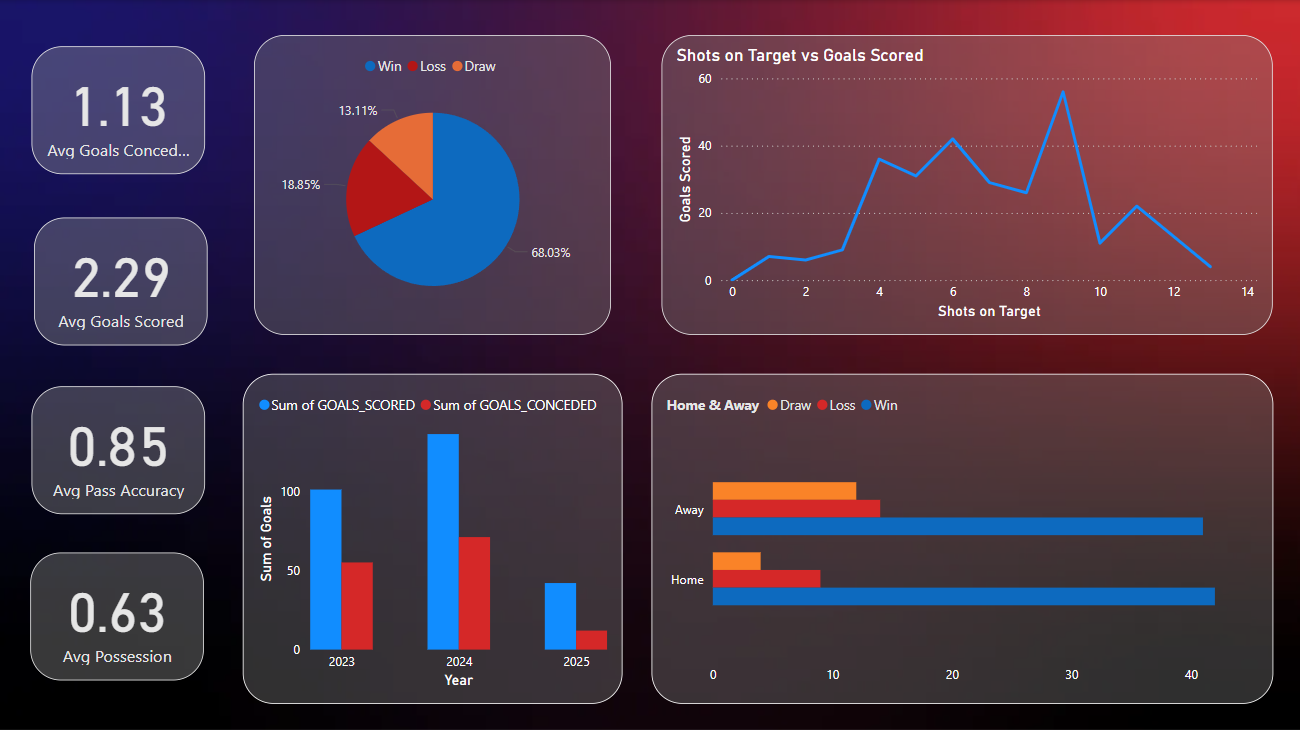 1.13
Avg Goals Conced...
2.29
Avg Goals Scored
0.85
Avg Pass Accuracy
0.63
Avg Possession
Win Loss Draw
13.11%
18.85%
68.03%
Shots on Target vs Goals Scored
Goals Scored
60
40
20
0
0 2 4 6 8 10 12 14
Shots on Target
Sum of GOALS_SCORED Sum of GOALS_CONCEDED
Sum of Goals
100
50
0
2023 2024 2025
Year
Home & Away Draw Loss Win
Away
Home
0 10 20 30 40